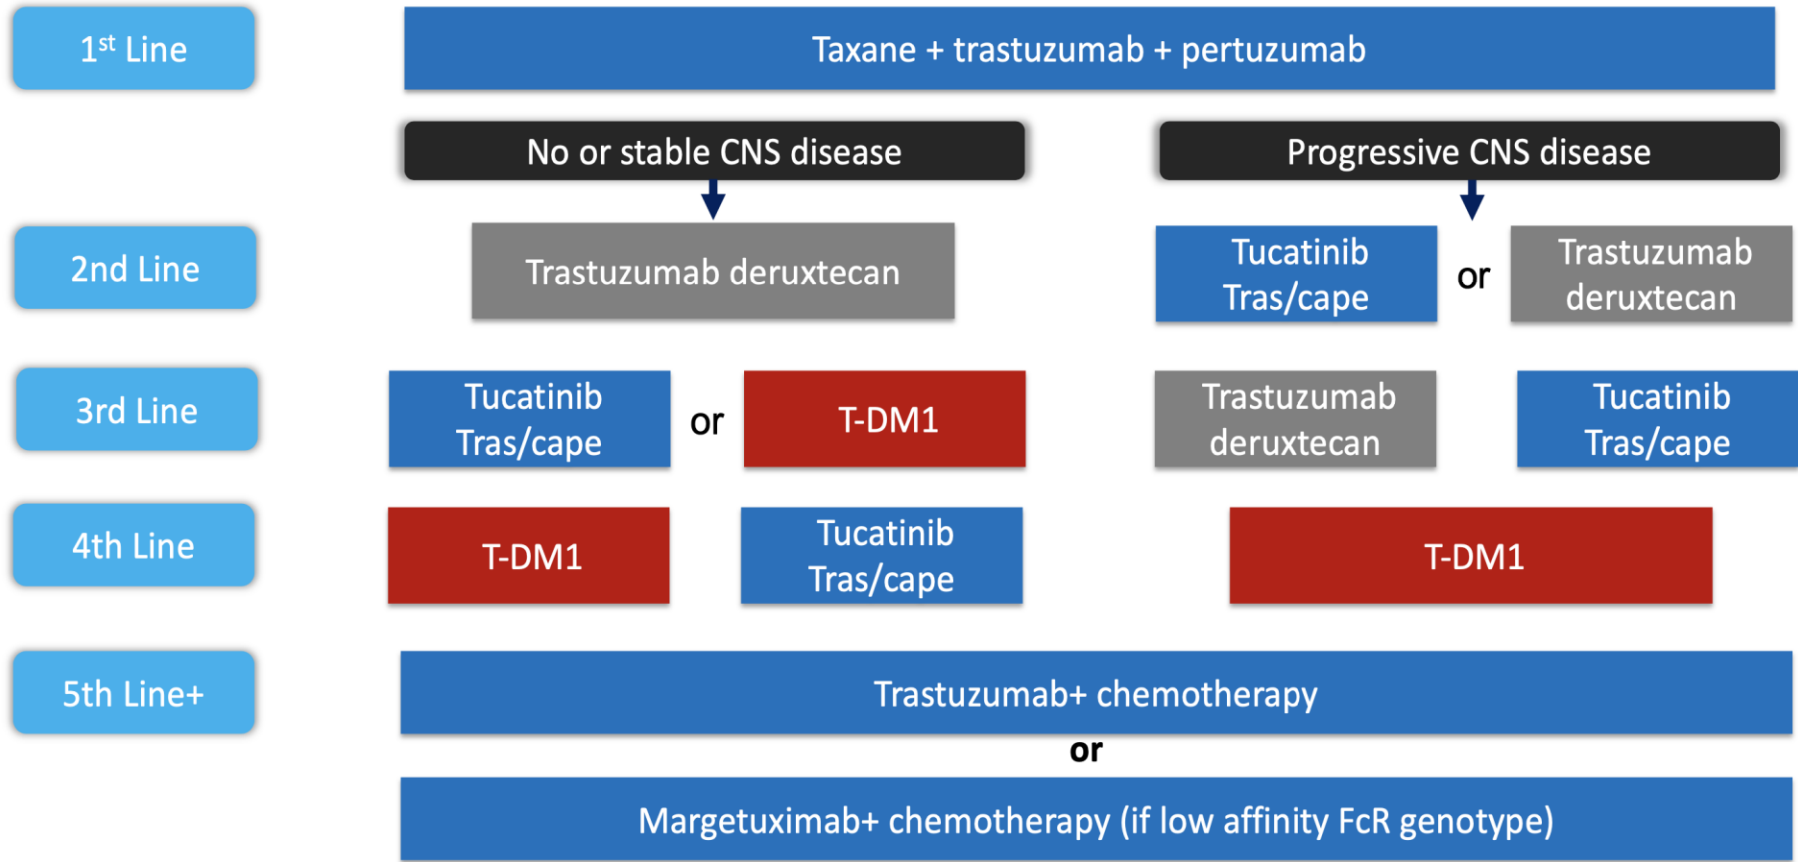 1st Line
Taxane + trastuzumab + pertuzumab
No or stable CNS disease
Progressive CNS disease
2nd Line
Trastuzumab deruxtecan
Tucatinib
Tras/cape
or
Trastuzumab
deruxtecan
3rd Line
Tucatinib
Tras/cape
or
T-DM1
Trastuzumab
deruxtecan
Tucatinib
Tras/cape
4th Line
T-DM1
Tucatinib
Tras/cape
T-DM1
5th Line+
Trastuzumab+ chemotherapy
or
Margetuximab+ chemotherapy (if low affinity FcR genotype)